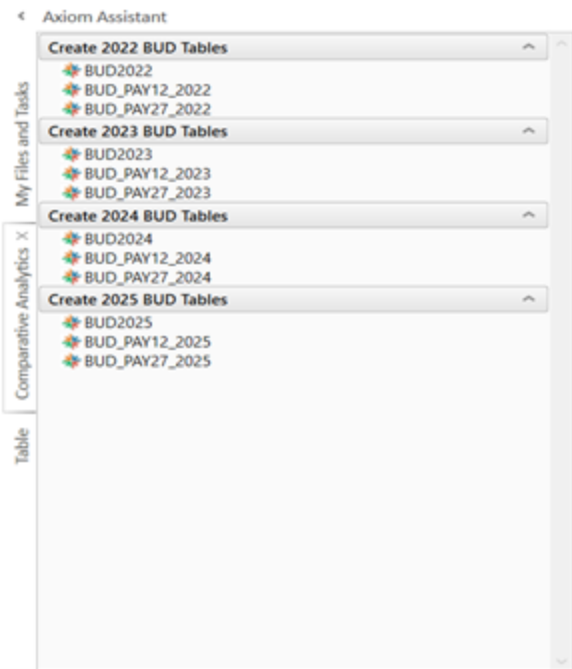 Axiom Assistant
Create 2022 BUD Tables
BUD2022
BUD_PAY12_2022
BUD_PAY27_2022
Create 2023 BUD Tables
BUD2023
BUD_PAY12_2023
BUD_PAY27_2023
Create 2024 BUD Tables
BUD2024
BUD_PAY12_2024
BUD_PAY27_2024
Create 2025 BUD Tables
BUD2025
BUD_PAY12_2025
BUD_PAY27_2025
My Files and Tasks
Comparative Analytics X
Table